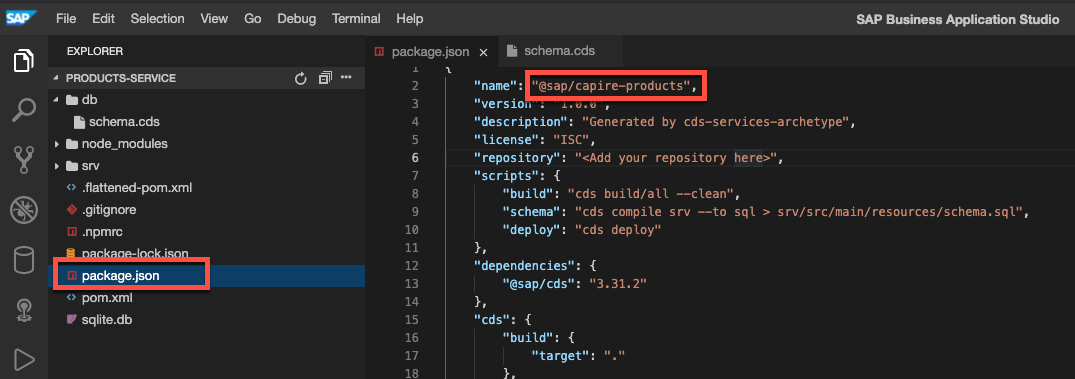 SAP File Edit Selection View Go Debug Terminal Help SAP Business Application Studio
EXPLORER
PRODUCTS-SERVICE
db
schema.cds
node_modules
srv
.flattened-pom.xml
.gitignore
.npmrc
package-lock.json
package.json
pom.xml
sqlite.db
package.json × schema.cds
1 {
2 "name": "@sap/capire-products",
3 "version": "1.0.0",
4 "description": "Generated by cds-services-archetype",
5 "license": "ISC",
6 "repository": "<Add your repository here>",
7 "scripts": {
8 "build": "cds build/all --clean",
9 "schema": "cds compile srv --to sql > srv/src/main/resources/schema.sql",
10 "deploy": "cds deploy"
11 },
12 "dependencies": {
13 "@sap/cds": "3.31.2"
14 },
15 "cds": {
16 "build": {
17 "target": "."
18 },